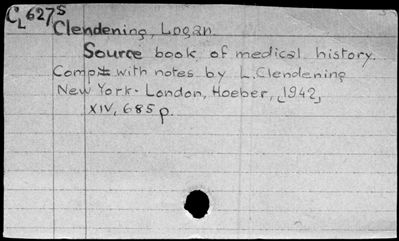 CL627S
Clendening, Logan.
Source book of medical history.
Comp± with notes by L.Clendening
New York - London, Hoeber, 1942
XIV, 685 p.